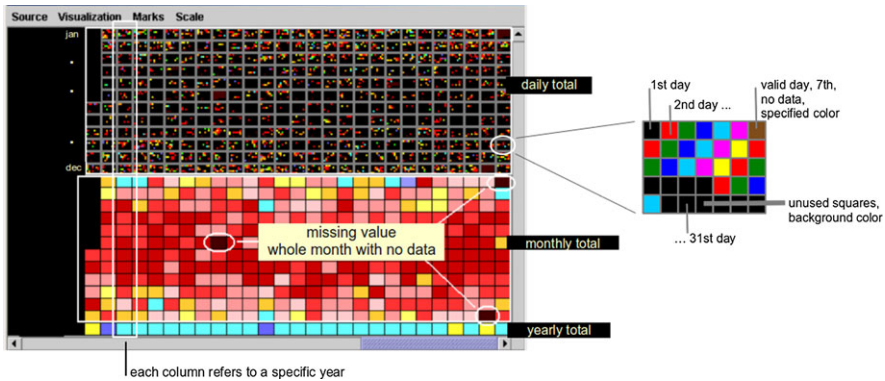 Source Visualization Marks Scale
jan
dec
daily total
missing value
whole month with no data
monthly total
yearly total
each column refers to a specific year
1st day
2nd day ...
valid day, 7th,
no data,
specified color
unused squares,
background color
... 31st day